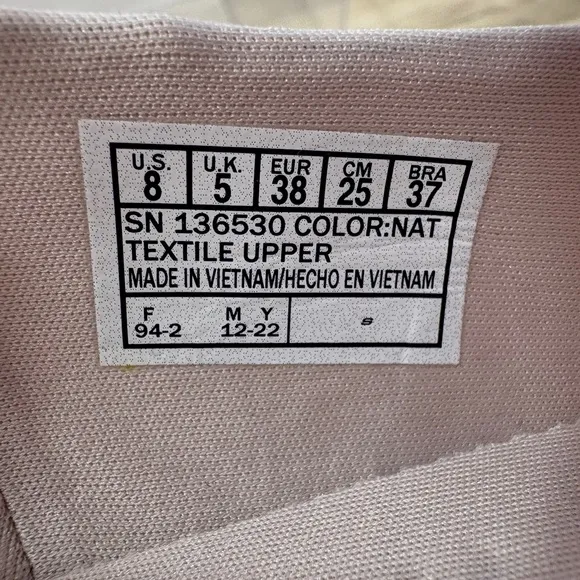 U.S. U.K. EUR CM BRA
8 5 38 25 37
SN 136530 COLOR:NAT
TEXTILE UPPER
MADE IN VIETNAM/HECHO EN VIETNAM
F M Y
94-2 12-22